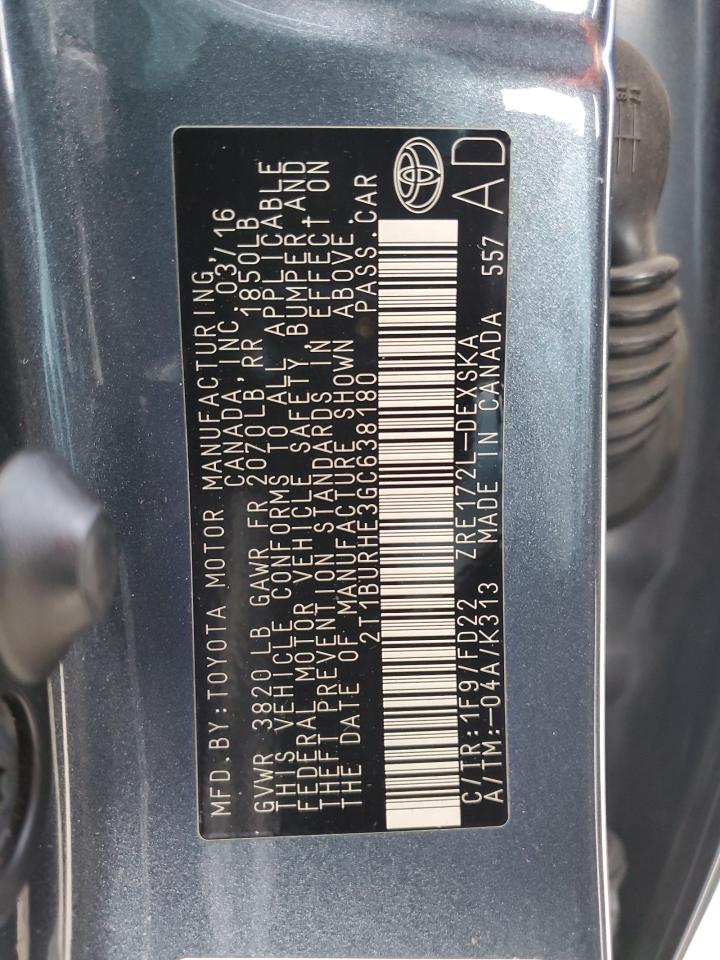 MFD.BY:TOYOTA MOTOR MANUFACTURING,
CANADA, INC. 03/16
GVWR 3820LB GAWR FR 2070LB, RR 1850LB
THIS VEHICLE CONFORMS TO ALL APPLICABLE
FEDERAL MOTOR VEHICLE SAFETY, BUMPER, AND
THEFT PREVENTION STANDARDS IN EFFECT ON
THE DATE OF MANUFACTURE SHOWN ABOVE.
2T1BURHE3GC638180 PASS.CAR
C/TR:1F9/FD22 ZRE172L-DEXSKA
A/TM:-04A/K313 MADE IN CANADA 557
AD